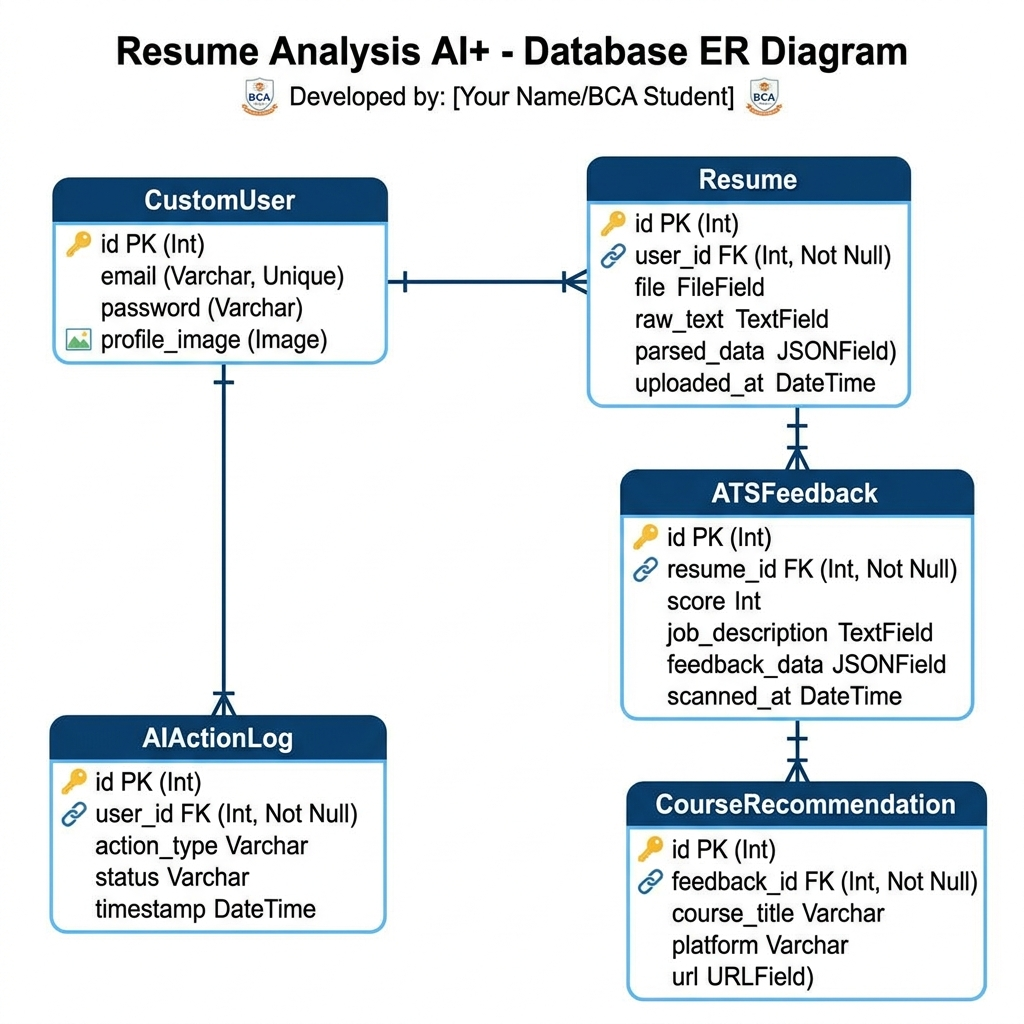 Resume Analysis AI+ - Database ER Diagram
BCA Developed by: [Your Name/BCA Student] BCA
CustomUser
id PK (Int)
email (Varchar, Unique)
password (Varchar)
profile_image (Image)
Resume
id PK (Int)
user_id FK (Int, Not Null)
file FileField
raw_text TextField
parsed_data JSONField)
uploaded_at DateTime
ATSFeedback
id PK (Int)
resume_id FK (Int, Not Null)
score Int
job_description TextField
feedback_data JSONField
scanned_at DateTime
AIActionLog
id PK (Int)
user_id FK (Int, Not Null)
action_type Varchar
status Varchar
timestamp DateTime
CourseRecommendation
id PK (Int)
feedback_id FK (Int, Not Null)
course_title Varchar
platform Varchar
url URLField)